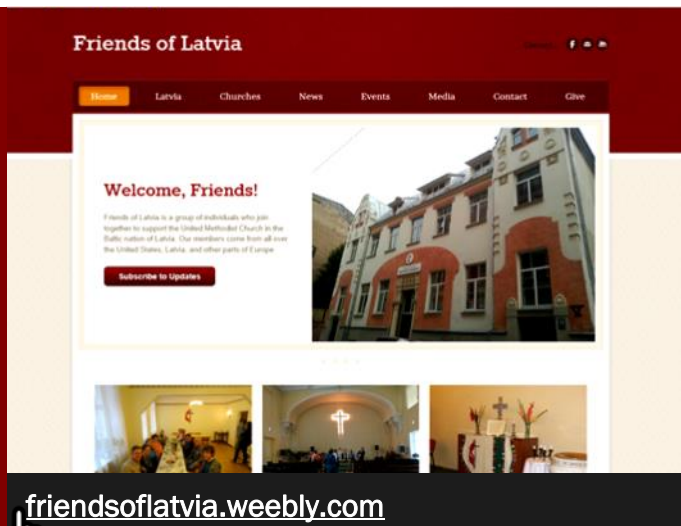 Friends of Latvia
Home Latvia Churches News Events Media Contact Give
Welcome, Friends!
Friends of Latvia is a group of individuals who join
together to support the United Methodist Church in the
Baltic nation of Latvia. Our members come from all over
the United States, Latvia, and other parts of Europe
Subscribe to Updates
friendsoflatvia.weebly.com